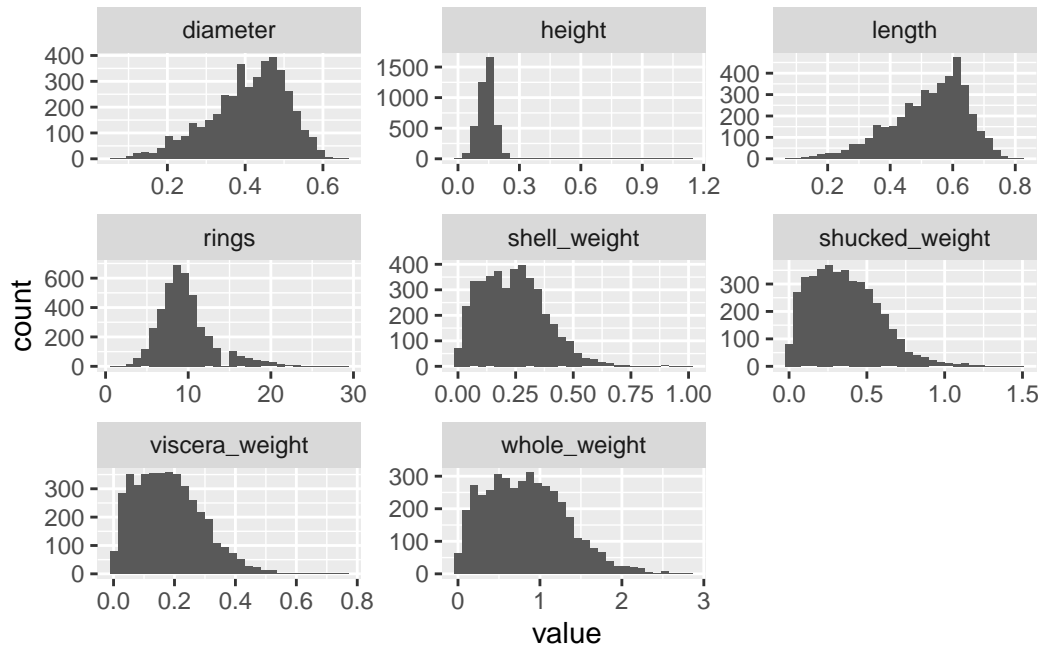 diameter
height
length
400
300
200
100
0
0.2 0.4 0.6
1500
1000
500
0
0.0 0.3 0.6 0.9 1.2
400
300
200
100
0
0.2 0.4 0.6 0.8
rings
shell_weight
shucked_weight
600
400
200
0
0 10 20 30
400
300
200
100
0
0.00 0.25 0.50 0.75 1.00
300
200
100
0
0.0 0.5 1.0 1.5
viscera_weight
whole_weight
300
200
100
0
0.0 0.2 0.4 0.6 0.8
300
200
100
0
0 1 2 3
count
value